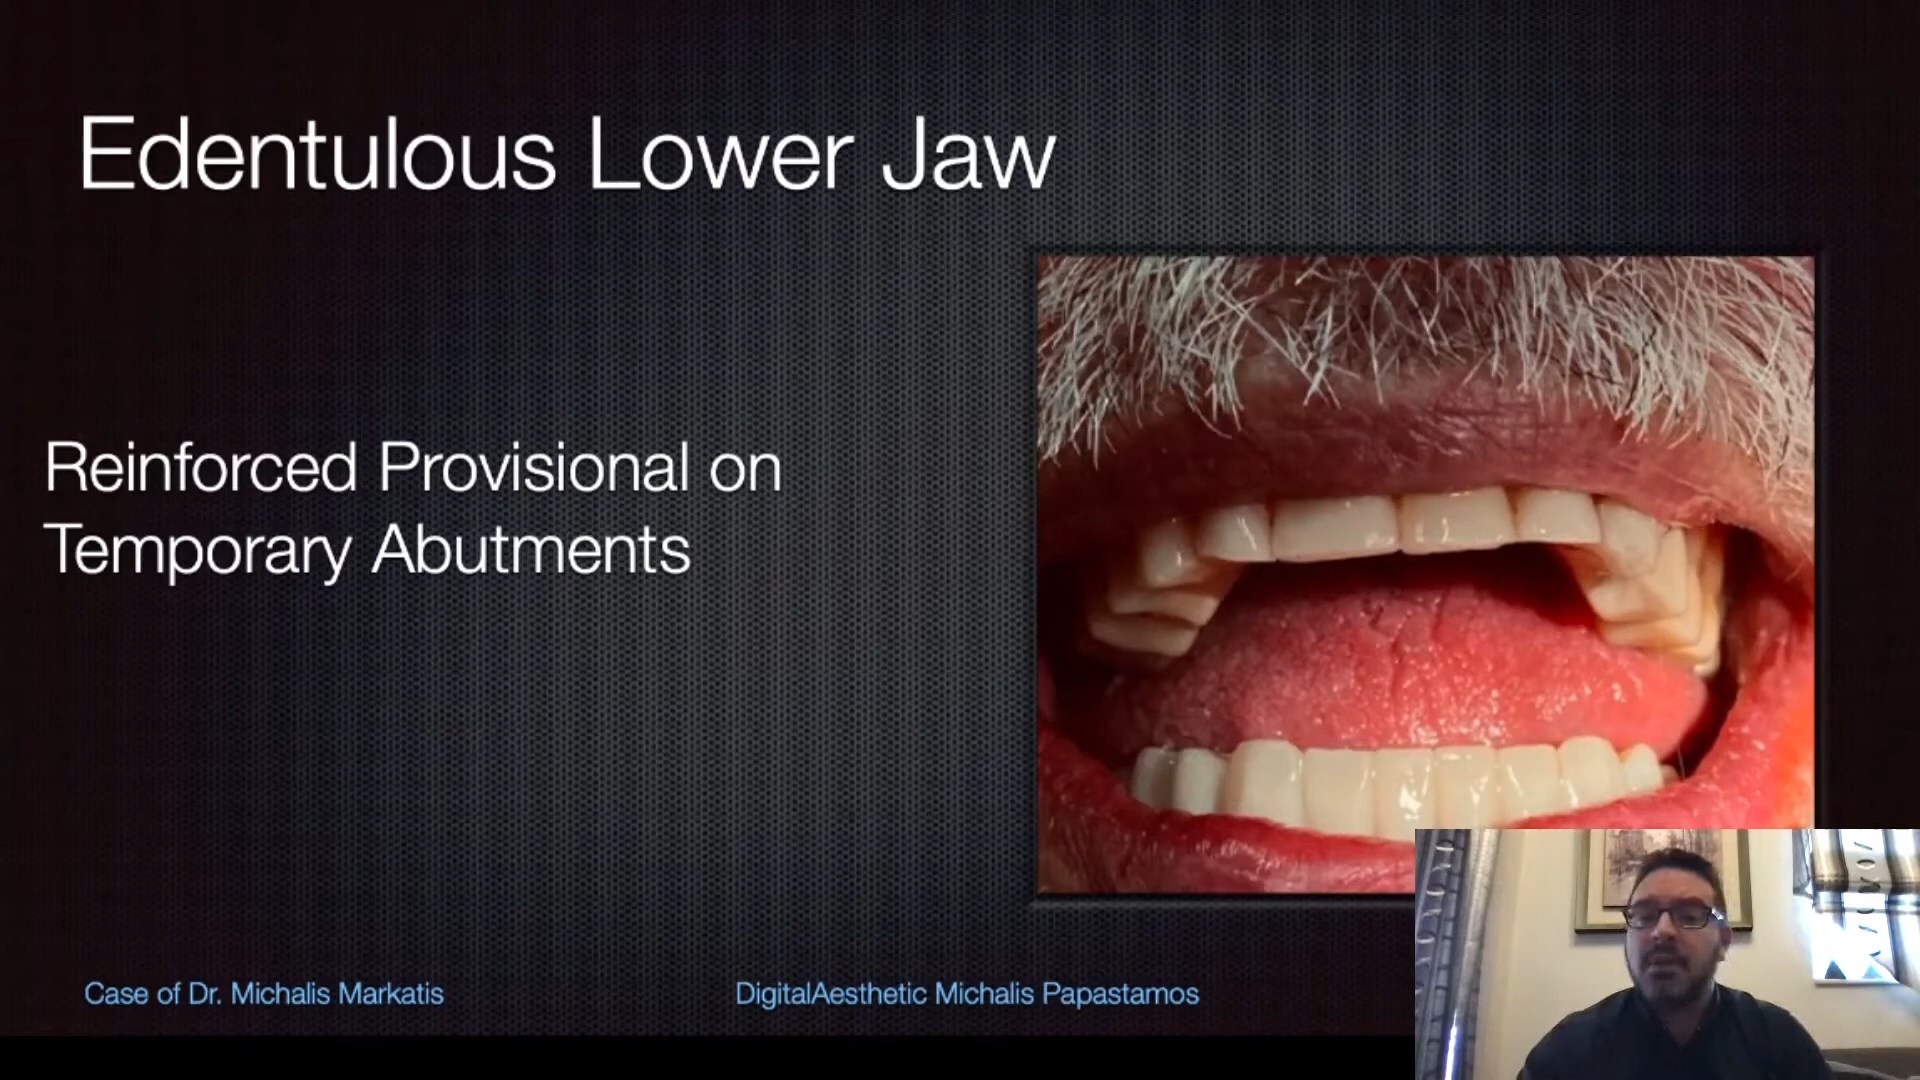 Edentulous Lower Jaw
Reinforced Provisional on
Temporary Abutments
Case of Dr. Michalis Markatis
DigitalAesthetic Michalis Papastamos